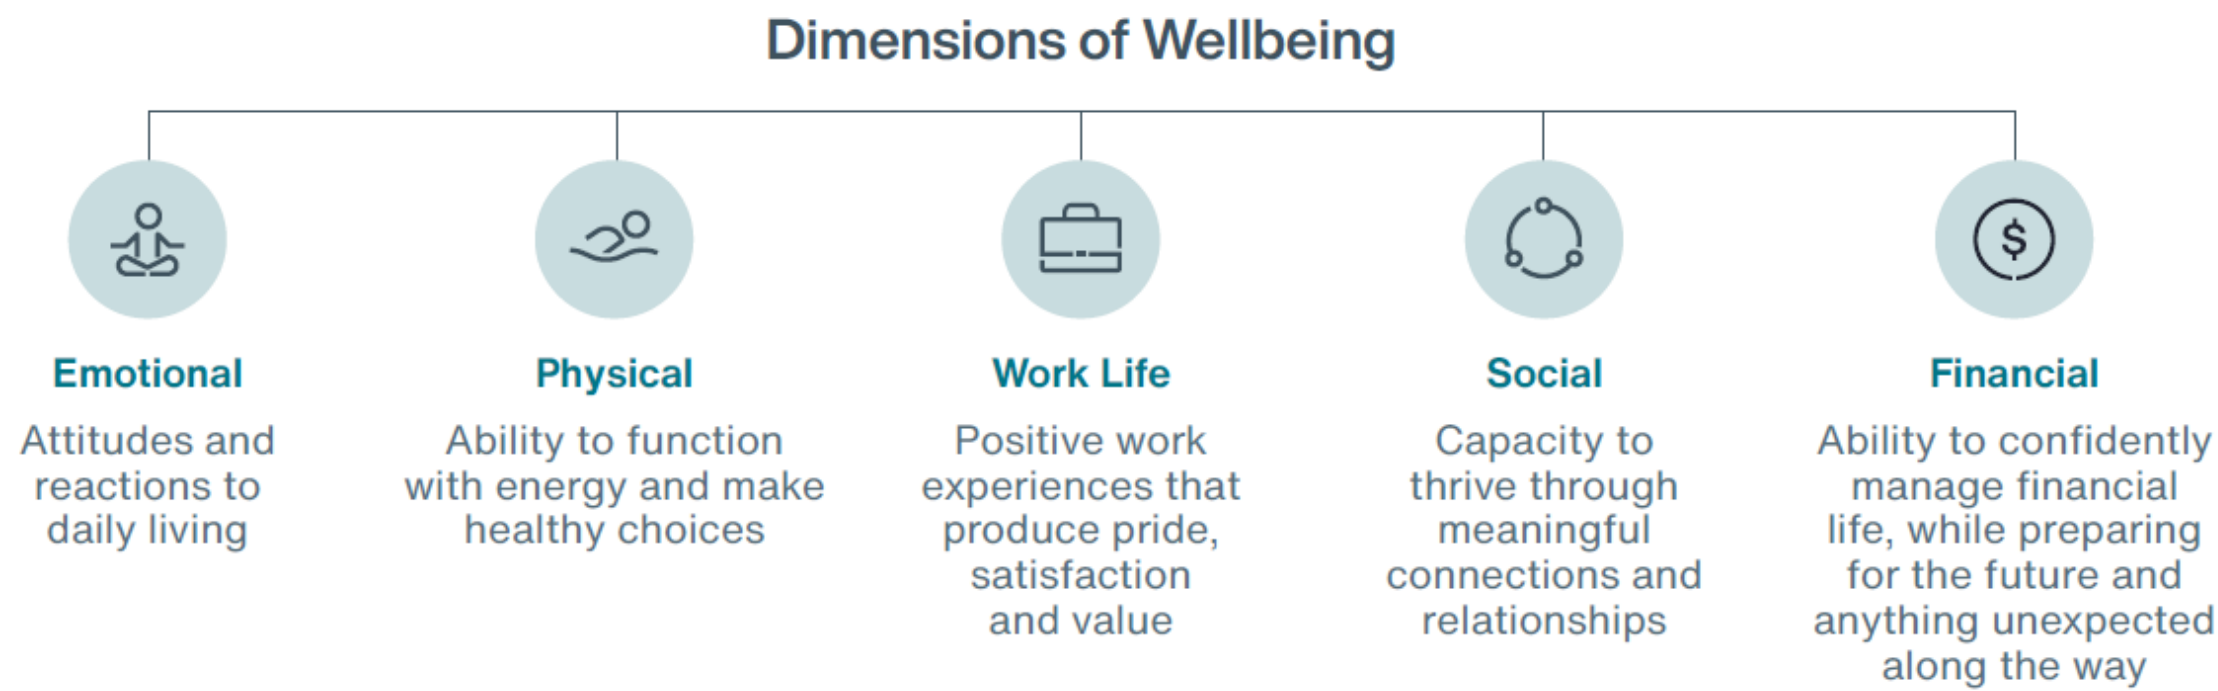 Dimensions of Wellbeing
Emotional
Attitudes and
reactions to
daily living
Physical
Ability to function
with energy and make
healthy choices
Work Life
Positive work
experiences that
produce pride,
satisfaction
and value
Social
Capacity to
thrive through
meaningful
connections and
relationships
$
Financial
Ability to confidently
manage financial
life, while preparing
for the future and
anything unexpected
along the way